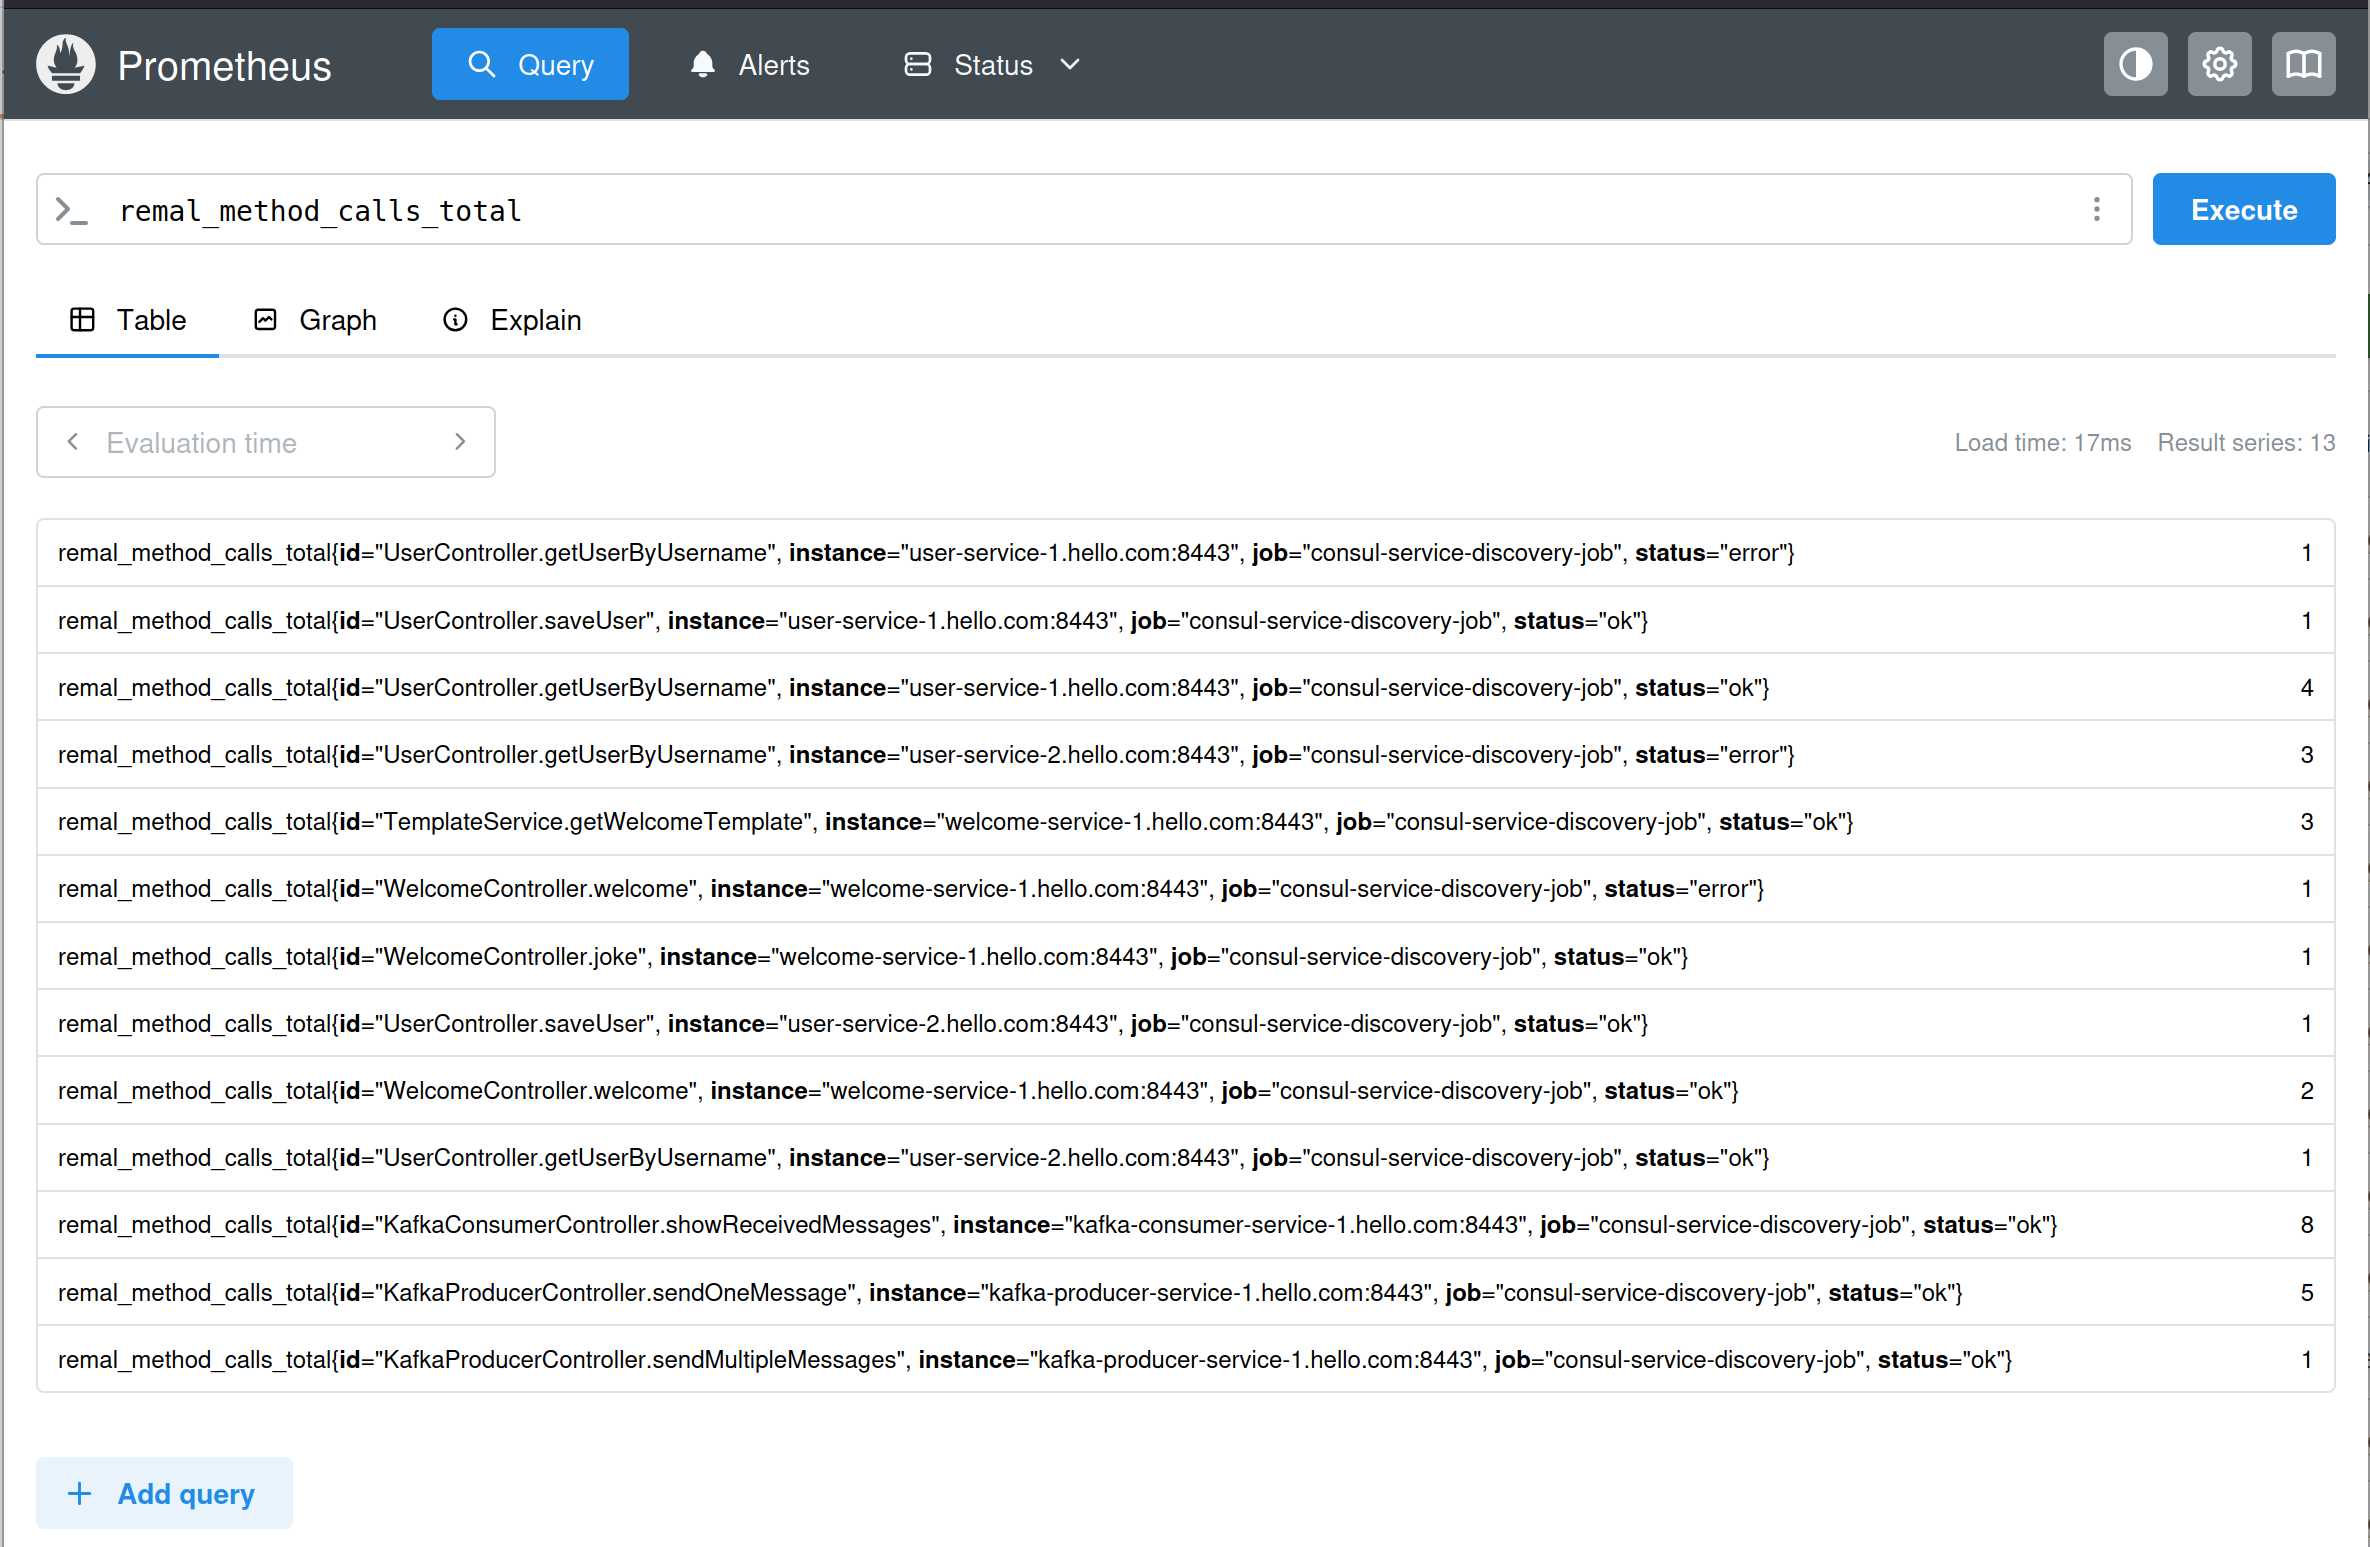 Prometheus Query Alerts Status
remal_method_calls_total Execute
Table Graph Explain
Evaluation time Load time: 17ms Result series: 13
remal_method_calls_total{id="UserController.getUserByUsername", instance="user-service-1.hello.com:8443", job="consul-service-discovery-job", status="error"} 1
remal_method_calls_total{id="UserController.saveUser", instance="user-service-1.hello.com:8443", job="consul-service-discovery-job", status="ok"} 1
remal_method_calls_total{id="UserController.getUserByUsername", instance="user-service-1.hello.com:8443", job="consul-service-discovery-job", status="ok"} 4
remal_method_calls_total{id="UserController.getUserByUsername", instance="user-service-2.hello.com:8443", job="consul-service-discovery-job", status="error"} 3
remal_method_calls_total{id="TemplateService.getWelcomeTemplate", instance="welcome-service-1.hello.com:8443", job="consul-service-discovery-job", status="ok"} 3
remal_method_calls_total{id="WelcomeController.welcome", instance="welcome-service-1.hello.com:8443", job="consul-service-discovery-job", status="error"} 1
remal_method_calls_total{id="WelcomeController.joke", instance="welcome-service-1.hello.com:8443", job="consul-service-discovery-job", status="ok"} 1
remal_method_calls_total{id="UserController.saveUser", instance="user-service-2.hello.com:8443", job="consul-service-discovery-job", status="ok"} 1
remal_method_calls_total{id="WelcomeController.welcome", instance="welcome-service-1.hello.com:8443", job="consul-service-discovery-job", status="ok"} 2
remal_method_calls_total{id="UserController.getUserByUsername", instance="user-service-2.hello.com:8443", job="consul-service-discovery-job", status="ok"} 1
remal_method_calls_total{id="KafkaConsumerController.showReceivedMessages", instance="kafka-consumer-service-1.hello.com:8443", job="consul-service-discovery-job", status="ok"} 8
remal_method_calls_total{id="KafkaProducerController.sendOneMessage", instance="kafka-producer-service-1.hello.com:8443", job="consul-service-discovery-job", status="ok"} 5
remal_method_calls_total{id="KafkaProducerController.sendMultipleMessages", instance="kafka-producer-service-1.hello.com:8443", job="consul-service-discovery-job", status="ok"} 1
Add query